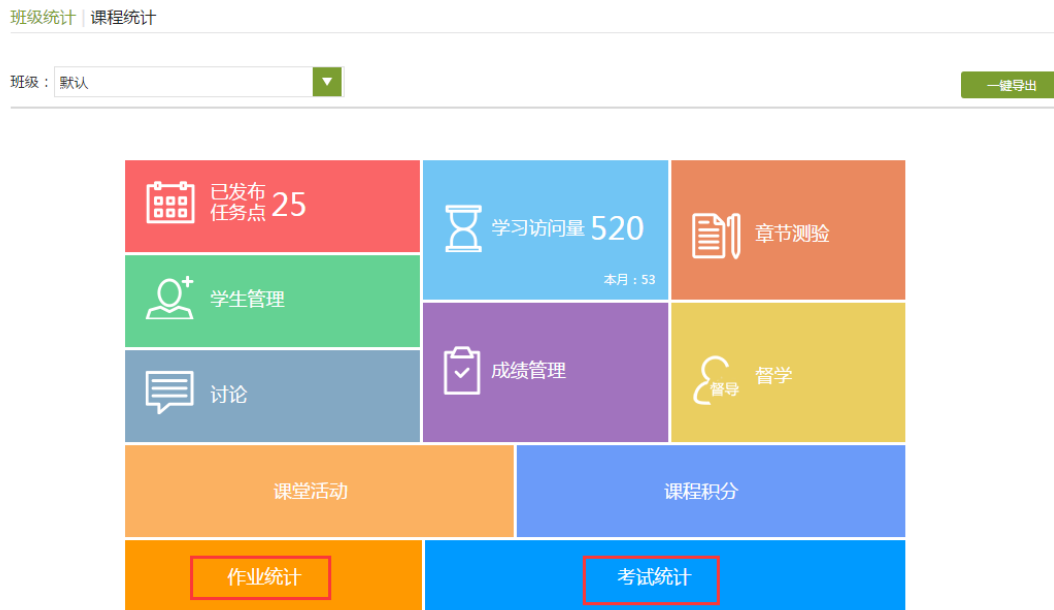 班级统计 | 课程统计
班级：默认
一键导出
已发布
任务点 25
学习访问量 520
本月：53
章节测验
学生管理
成绩管理
督导
督学
讨论
课堂活动
课程积分
作业统计
考试统计